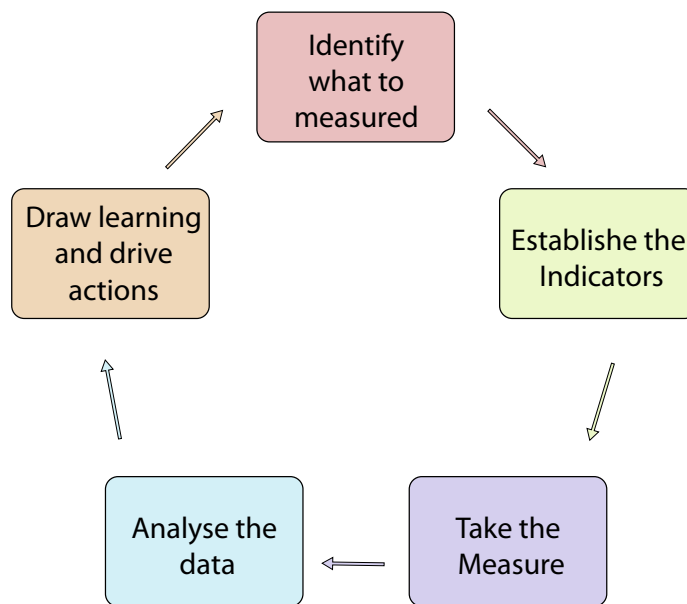 Identify
what to
measured
Establishe the
Indicators
Take the
Measure
Analyse the
data
Draw learning
and drive
actions